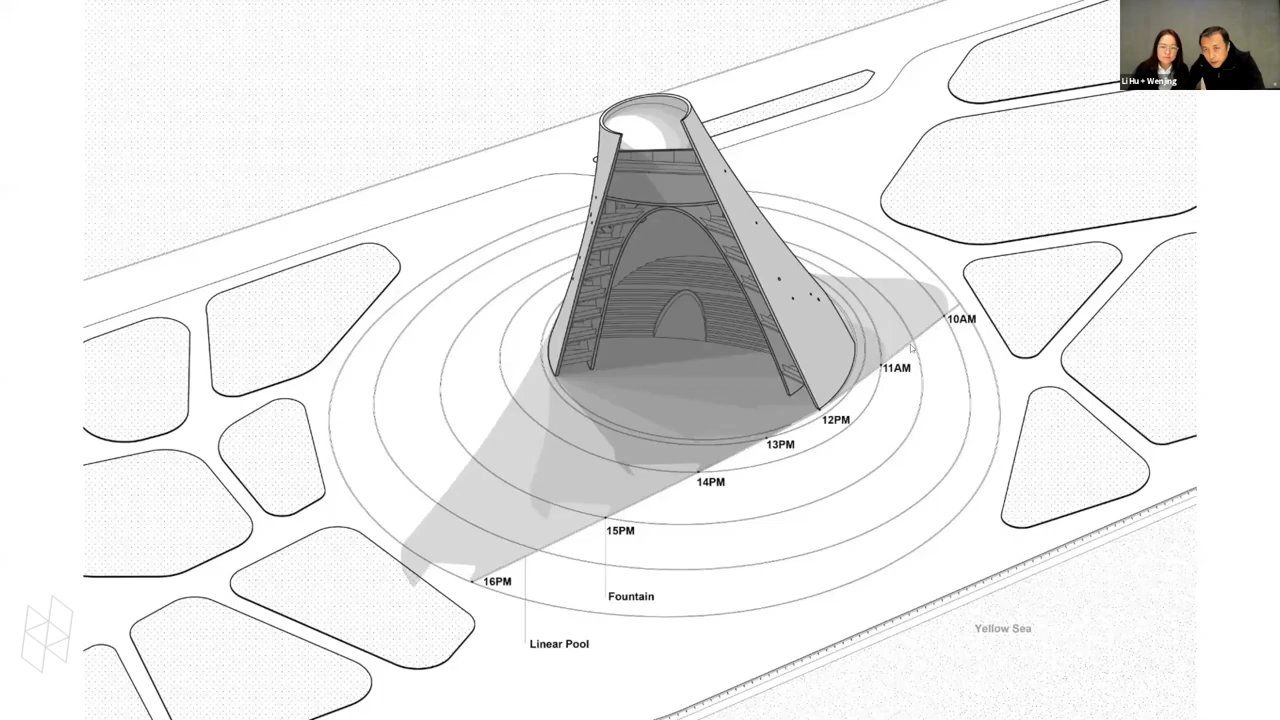 Li Hu + Wenjing
10AM
11AM
12PM
13PM
14PM
15PM
16PM
Fountain
Linear Pool
Yellow Sea